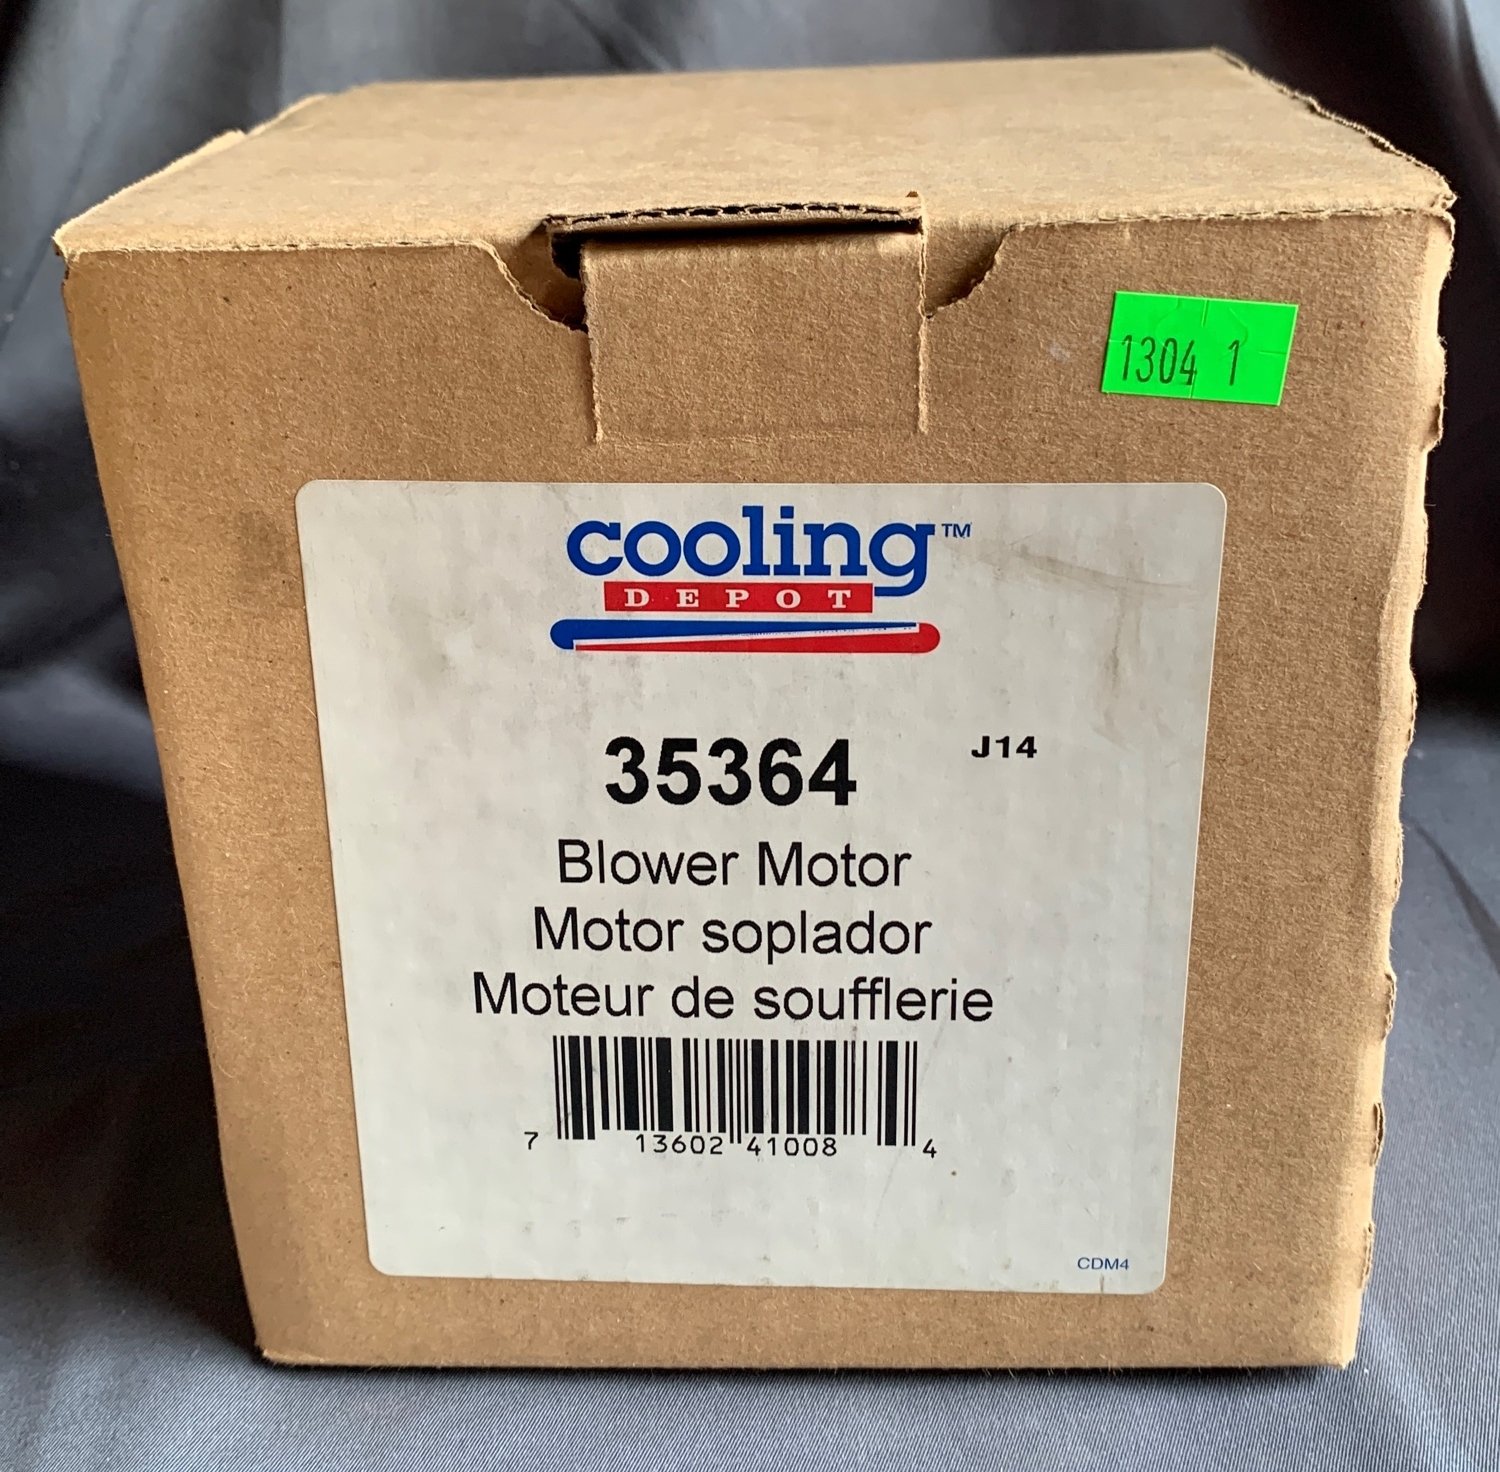 1304 1
cooling™
DEPOT
35364
J14
Blower Motor
Motor soplador
Moteur de soufflerie
7 13602 41008 4
CDM4